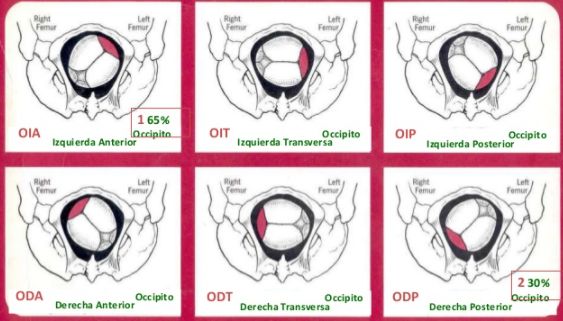 Right
Femur
Left
Femur
1 65%
OIA
Occipito
Izquierda Anterior
Right
Femur
Left
Femur
OIT
Occipito
Izquierda Transversa
Right
Femur
Left
Femur
OIP
Occipito
Izquierda Posterior
Right
Femur
Left
Femur
ODA
Occipito
Derecha Anterior
Right
Femur
Left
Femur
ODT
Occipito
Derecha Transversa
Right
Femur
Left
Femur
2 30%
ODP
Occipito
Derecha Posterior